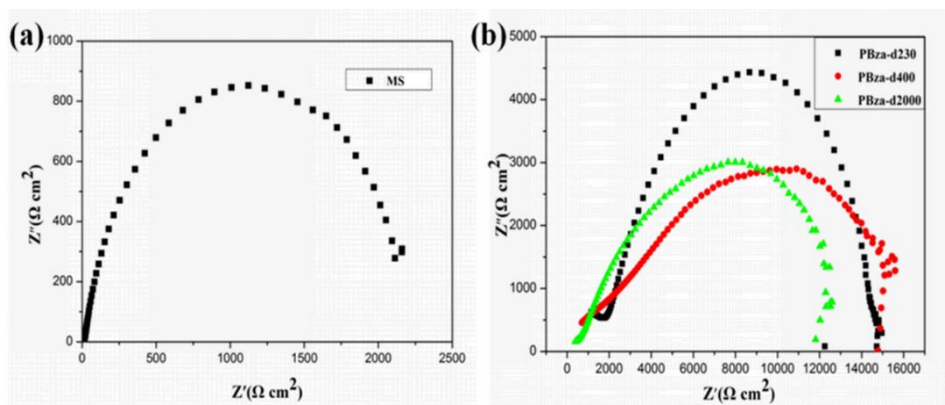 (a)
1000
800
600
400
200
0
Z''(Ω cm²)
MS
0 500 1000 1500 2000 2500
Z'(Ω cm²)
(b)
5000
4000
3000
2000
1000
0
Z''(Ω cm²)
PBza-d230
PBza-d400
PBza-d2000
0 2000 4000 6000 8000 10000 12000 14000 16000
Z'(Ω cm²)